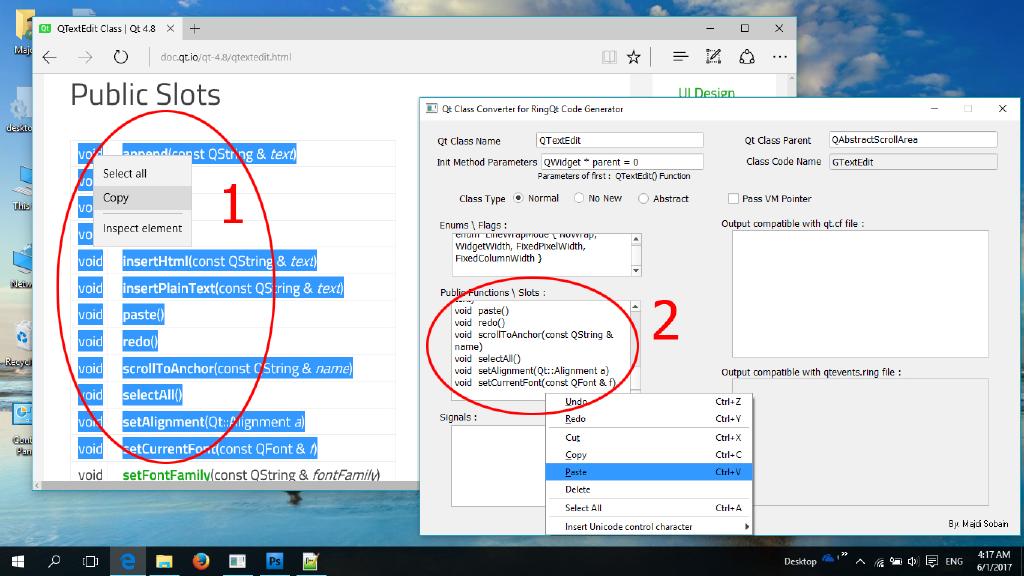 QTextEdit Class | Qt 4.8
doc.qt.io/qt-4.8/qtextedit.html
Public Slots
UI Design
void append(const QString & text)
Select all
Copy
Inspect element
void insertHtml(const QString & text)
void insertPlainText(const QString & text)
void paste()
void redo()
void scrollToAnchor(const QString & name)
void selectAll()
void setAlignment(Qt::Alignment a)
void setCurrentFont(const QFont & f)
void setFontFamily(const QString & fontFamily)
1
Qt Class Converter for RingQt Code Generator
Qt Class Name QTextEdit Qt Class Parent QAbstractScrollArea
Init Method Parameters QWidget * parent = 0 Class Code Name GTextEdit
Parameters of first : QTextEdit() Function
Class Type Normal No New Abstract Pass VM Pointer
Enums \ Flags :
enum LineWrapMode { NoWrap,
WidgetWidth, FixedPixelWidth,
FixedColumnWidth }
Output compatible with qt.cf file :
Public Functions \ Slots :
void paste()
void redo()
void scrollToAnchor(const QString &
name)
void selectAll()
void setAlignment(Qt::Alignment a)
void setCurrentFont(const QFont & f)
2
Output compatible with qtevents.ring file :
Signals :
Undo Ctrl+Z
Redo Ctrl+Y
Cut Ctrl+X
Copy Ctrl+C
Paste Ctrl+V
Delete
Select All Ctrl+A
Insert Unicode control character
By: Majdi Sobain
Desktop
ENG
4:17 AM
6/1/2017